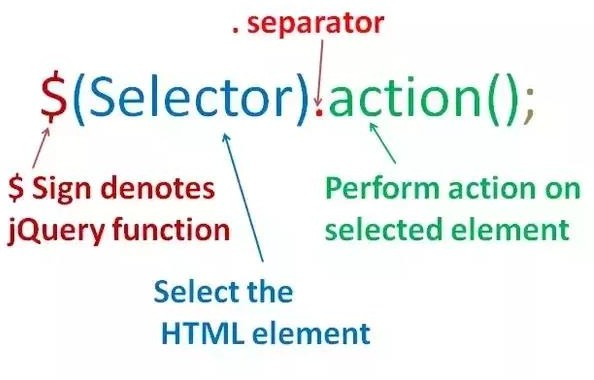 . separator
$(Selector).action();
$ Sign denotes
jQuery function
Perform action on
selected element
Select the
HTML element